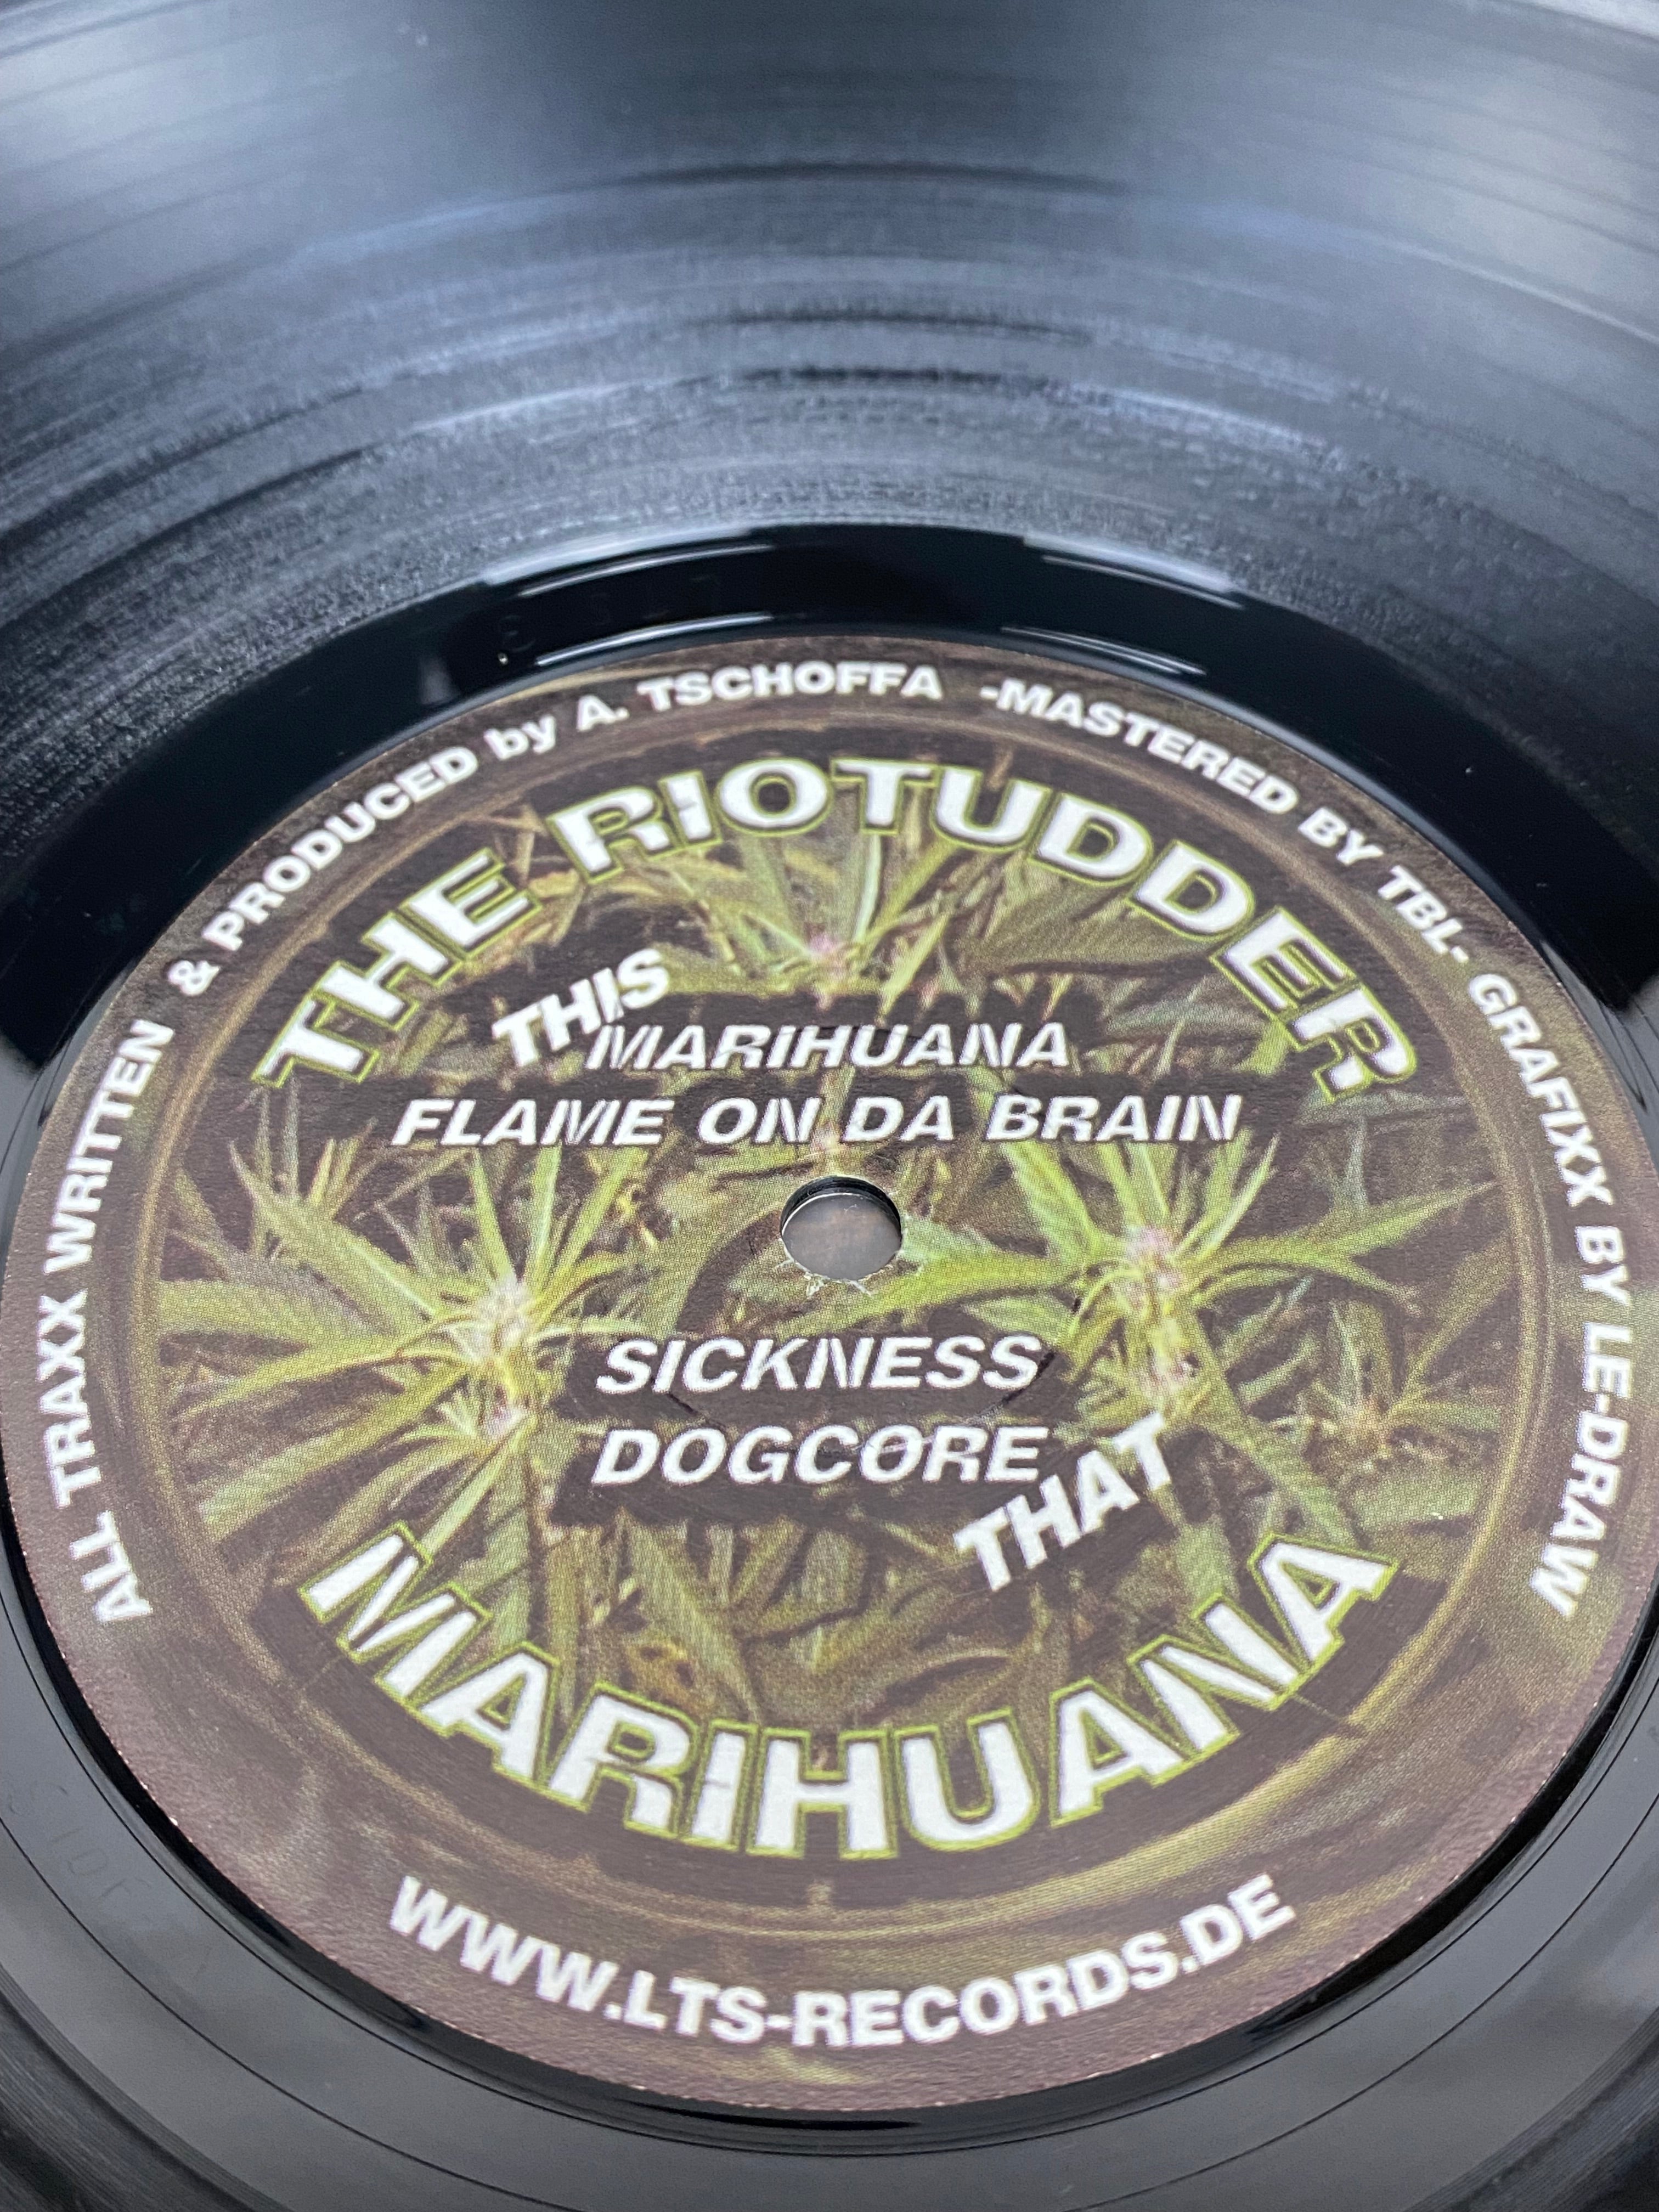 ALL TRAXX WRITTEN & PRODUCED by A. TSCHOFFA -MASTERED BY TBL- GRAFIXX BY LE-DRAW
THE RIOTUDDER
THIS
MARIHUANA
FLAME ON DA BRAIN
SICKNESS
DOGCORE
THAT
MARIHUANA
WWW.LTS-RECORDS.DE